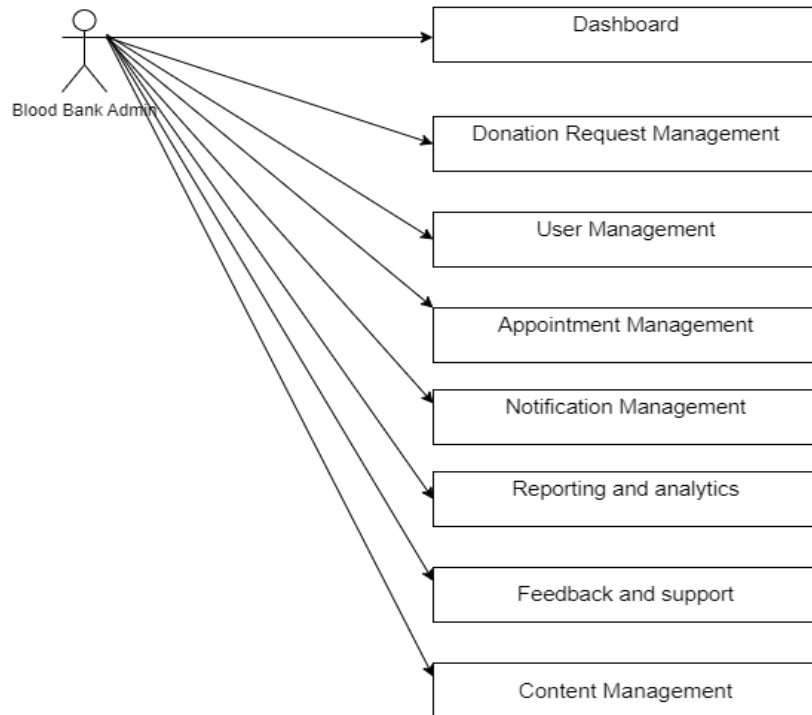 Dashboard
Blood Bank Admin
Donation Request Management
User Management
Appointment Management
Notification Management
Reporting and analytics
Feedback and support
Content Management